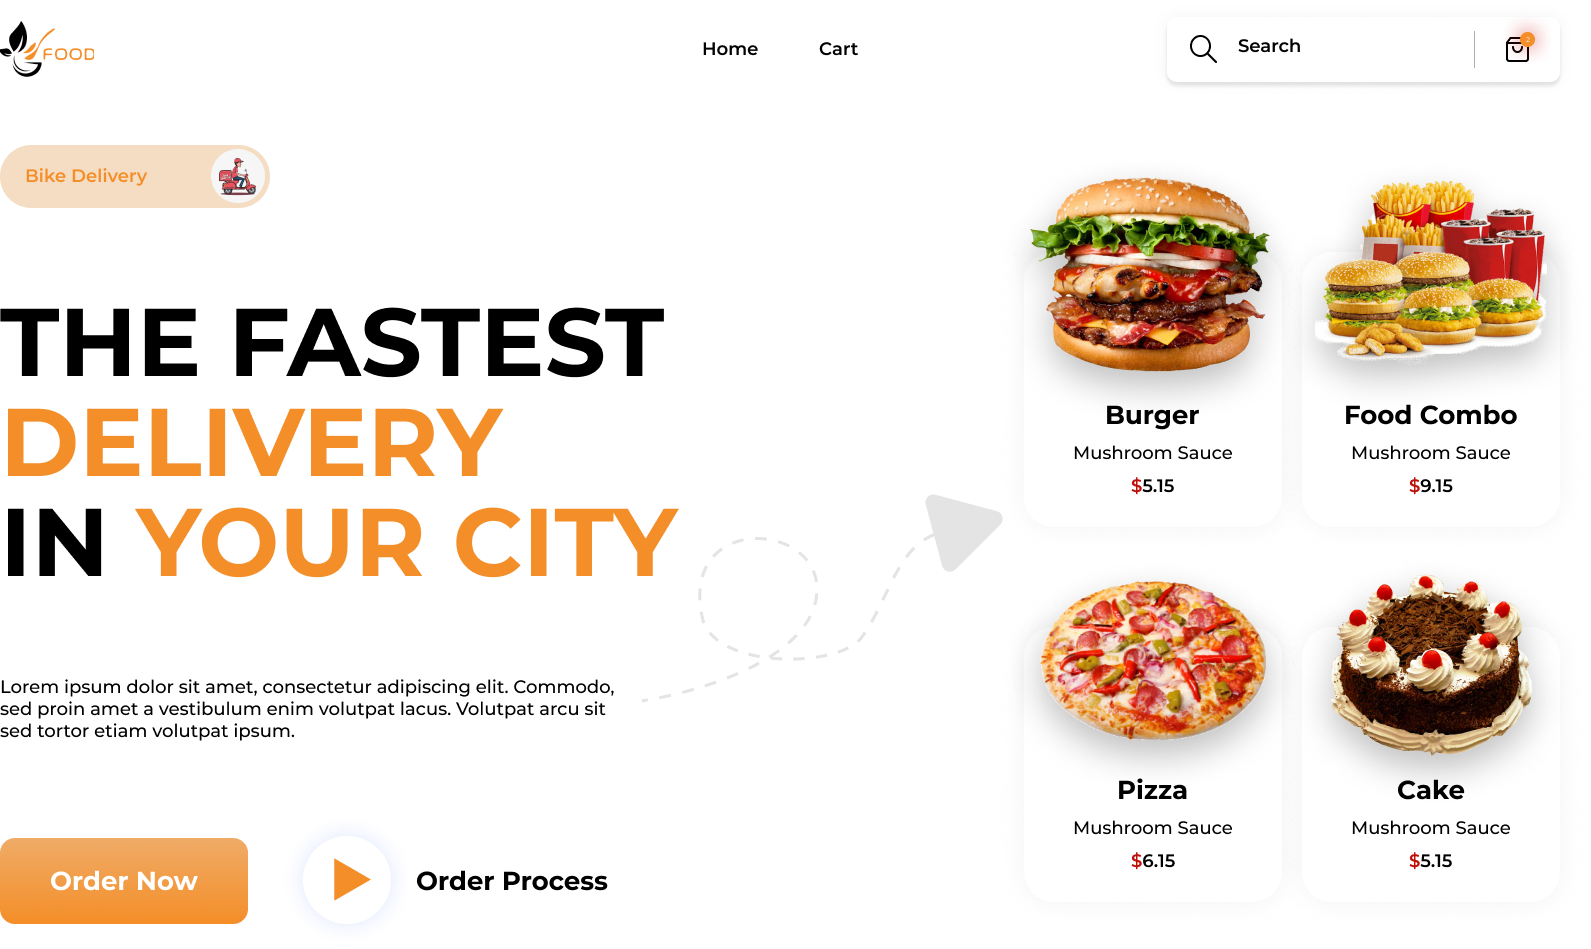 FOOD
Home
Cart
Search
2
Bike Delivery
THE FASTEST
DELIVERY
IN YOUR CITY
Lorem ipsum dolor sit amet, consectetur adipiscing elit. Commodo,
sed proin amet a vestibulum enim volutpat lacus. Volutpat arcu sit
sed tortor etiam volutpat ipsum.
Order Now
Order Process
Burger
Mushroom Sauce
$5.15
Food Combo
Mushroom Sauce
$9.15
Pizza
Mushroom Sauce
$6.15
Cake
Mushroom Sauce
$5.15